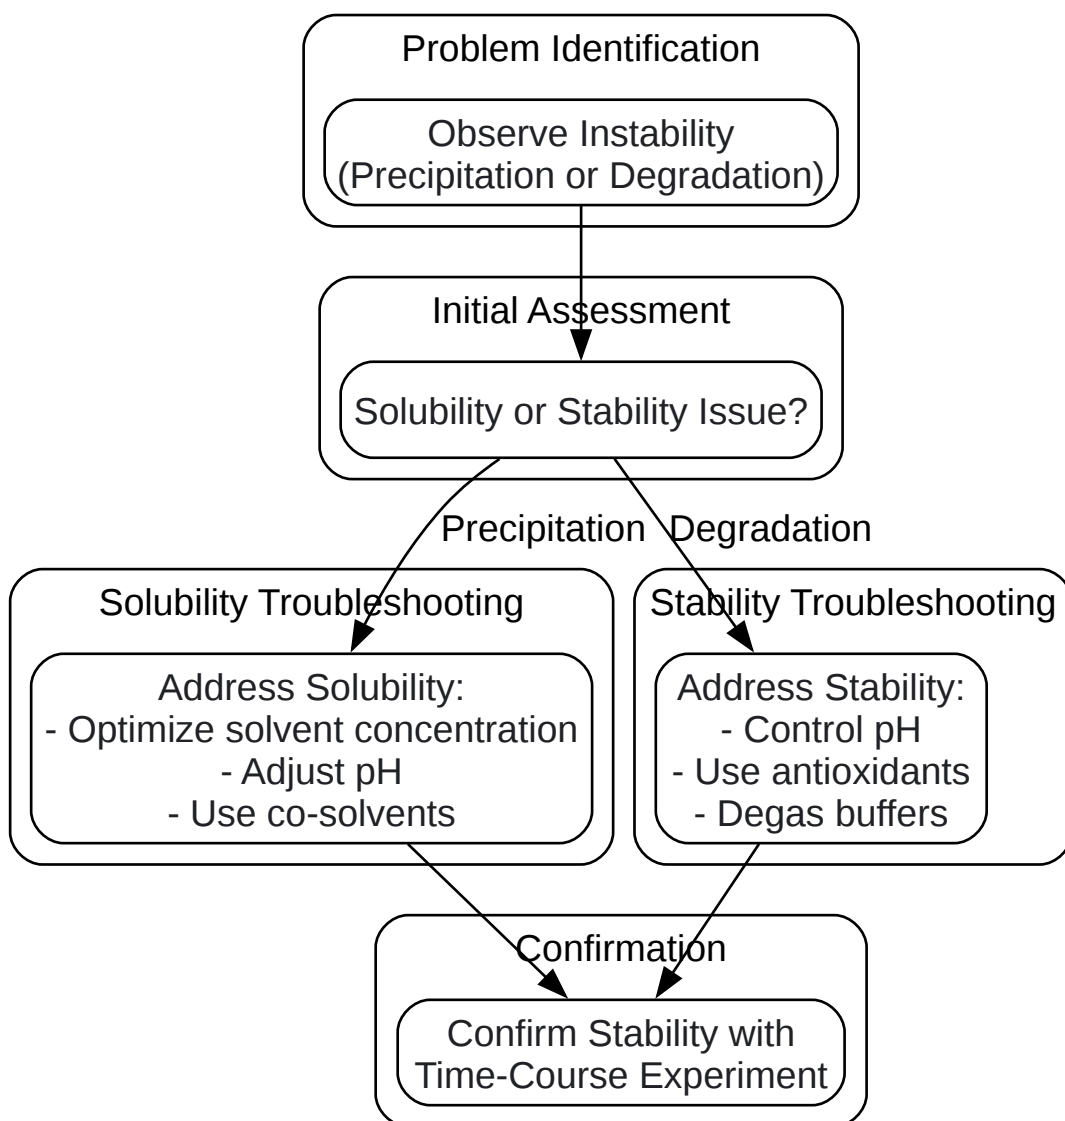 Problem Identification
Observe Instability
(Precipitation or Degradation)
Initial Assessment
Solubility or Stability Issue?
Precipitation
Degradation
Solubility Troubleshooting
Address Solubility:
- Optimize solvent concentration
- Adjust pH
- Use co-solvents
Stability Troubleshooting
Address Stability:
- Control pH
- Use antioxidants
- Degas buffers
Confirmation
Confirm Stability with
Time-Course Experiment